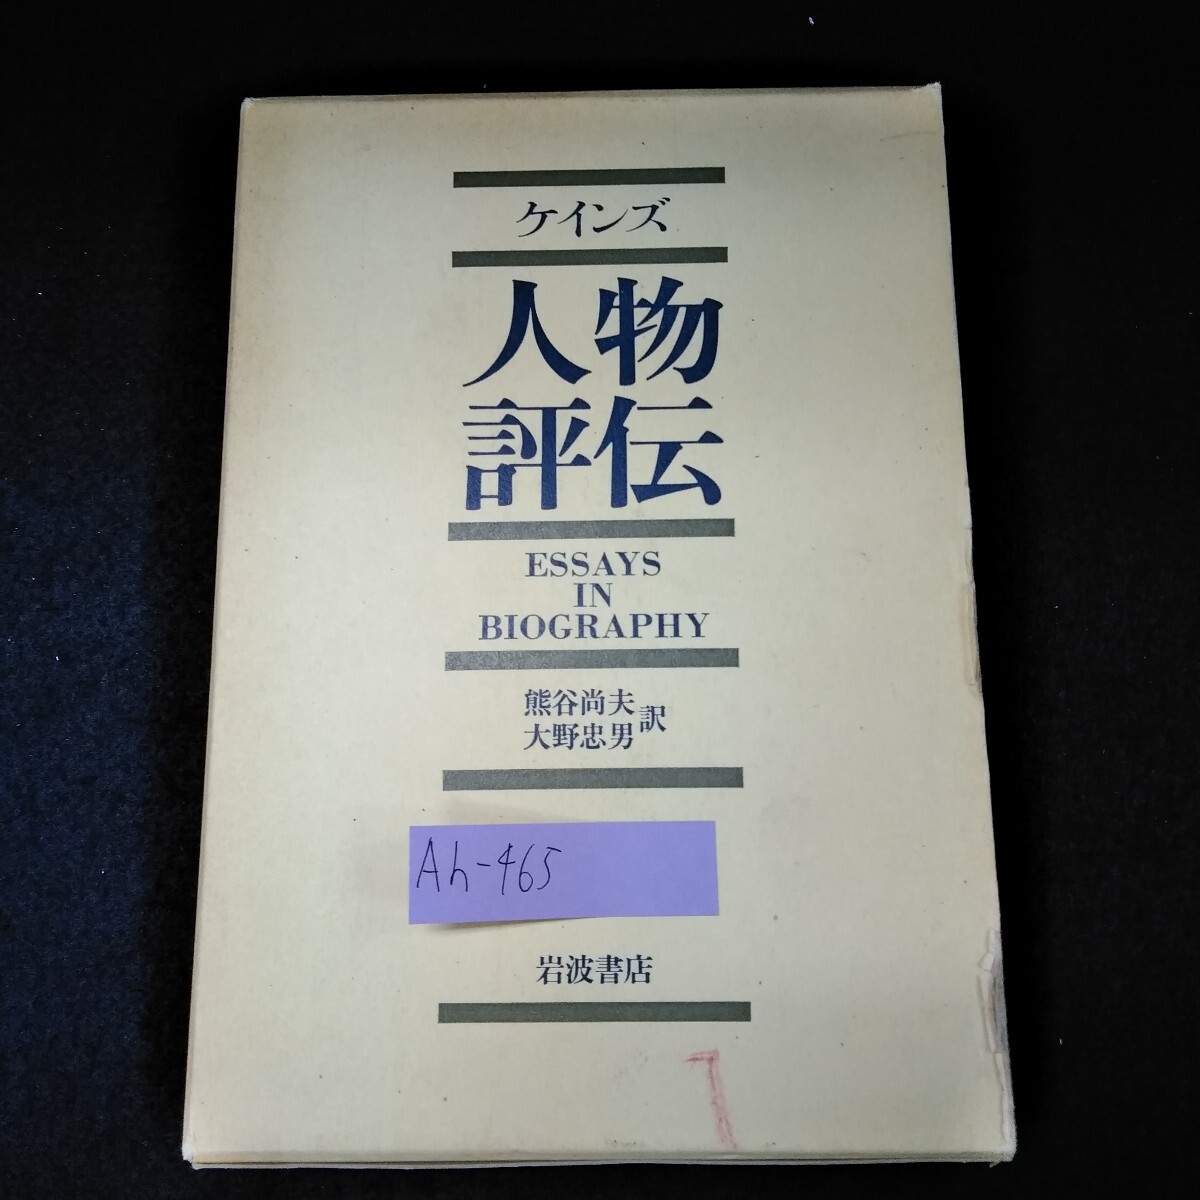 ケインズ
人物
評伝
ESSAYS
IN
BIOGRAPHY
熊谷尚夫
大野忠男 訳
Ah-465
岩波書店